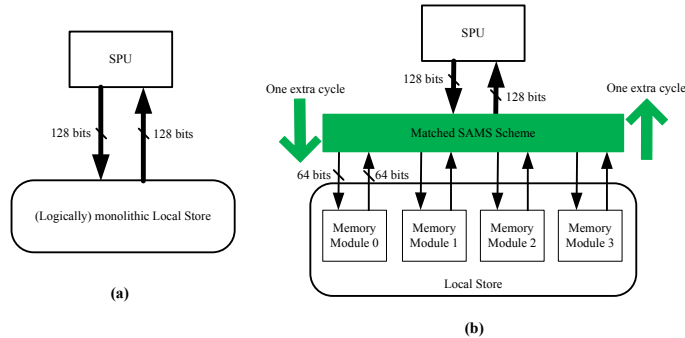 SPU
128 bits
128 bits
(Logically) monolithic Local Store
(a)
SPU
One extra cycle
128 bits
128 bits
One extra cycle
Matched SAMS Scheme
64 bits
64 bits
Memory
Module 0
Memory
Module 1
Memory
Module 2
Memory
Module 3
Local Store
(b)